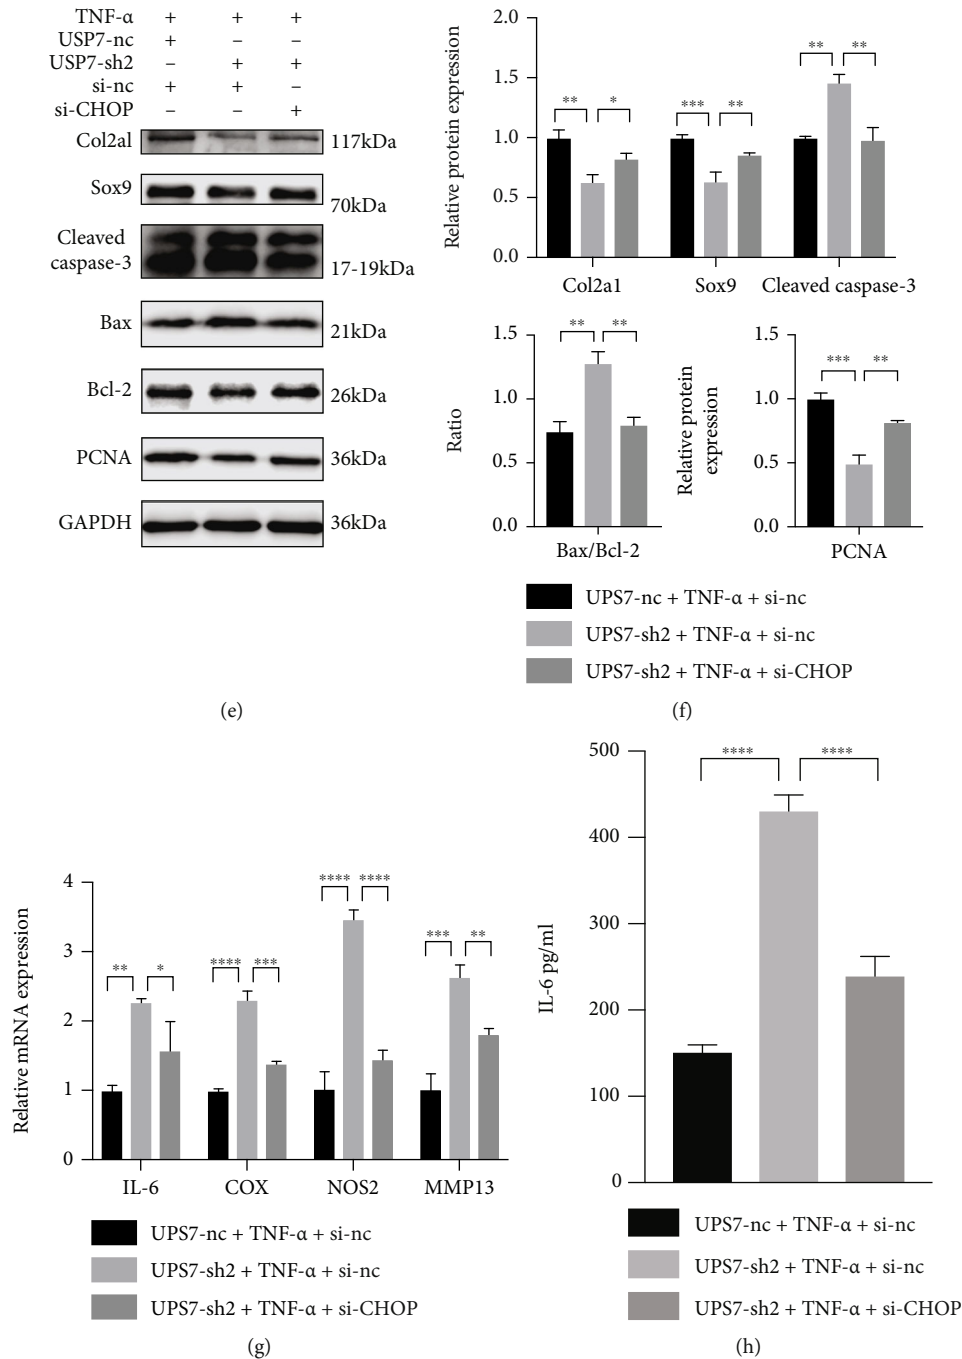 TNF-α + + +
USP7-nc + – –
USP7-sh2 – + +
si-nc + + –
si-CHOP – – +
Col2al 117kDa
Sox9 70kDa
Cleaved
caspase-3 17-19kDa
Bax 21kDa
Bcl-2 26kDa
PCNA 36kDa
GAPDH 36kDa
(e)
Relative protein expression
2.0
1.5
1.0
0.5
0.0
** * *** ** ** **
Col2a1 Sox9 Cleaved caspase-3
Ratio
1.5
1.0
0.5
0.0
** **
Bax/Bcl-2
Relative protein
expression
1.5
1.0
0.5
0.0
*** **
PCNA
UPS7-nc + TNF-α + si-nc
UPS7-sh2 + TNF-α + si-nc
UPS7-sh2 + TNF-α + si-CHOP
(f)
Relative mRNA expression
4
3
2
1
0
** * **** *** **** **** *** **
IL-6 COX NOS2 MMP13
UPS7-nc + TNF-α + si-nc
UPS7-sh2 + TNF-α + si-nc
UPS7-sh2 + TNF-α + si-CHOP
(g)
IL-6 pg/ml
500
400
300
200
100
0
**** ****
UPS7-nc + TNF-α + si-nc
UPS7-sh2 + TNF-α + si-nc
UPS7-sh2 + TNF-α + si-CHOP
(h)